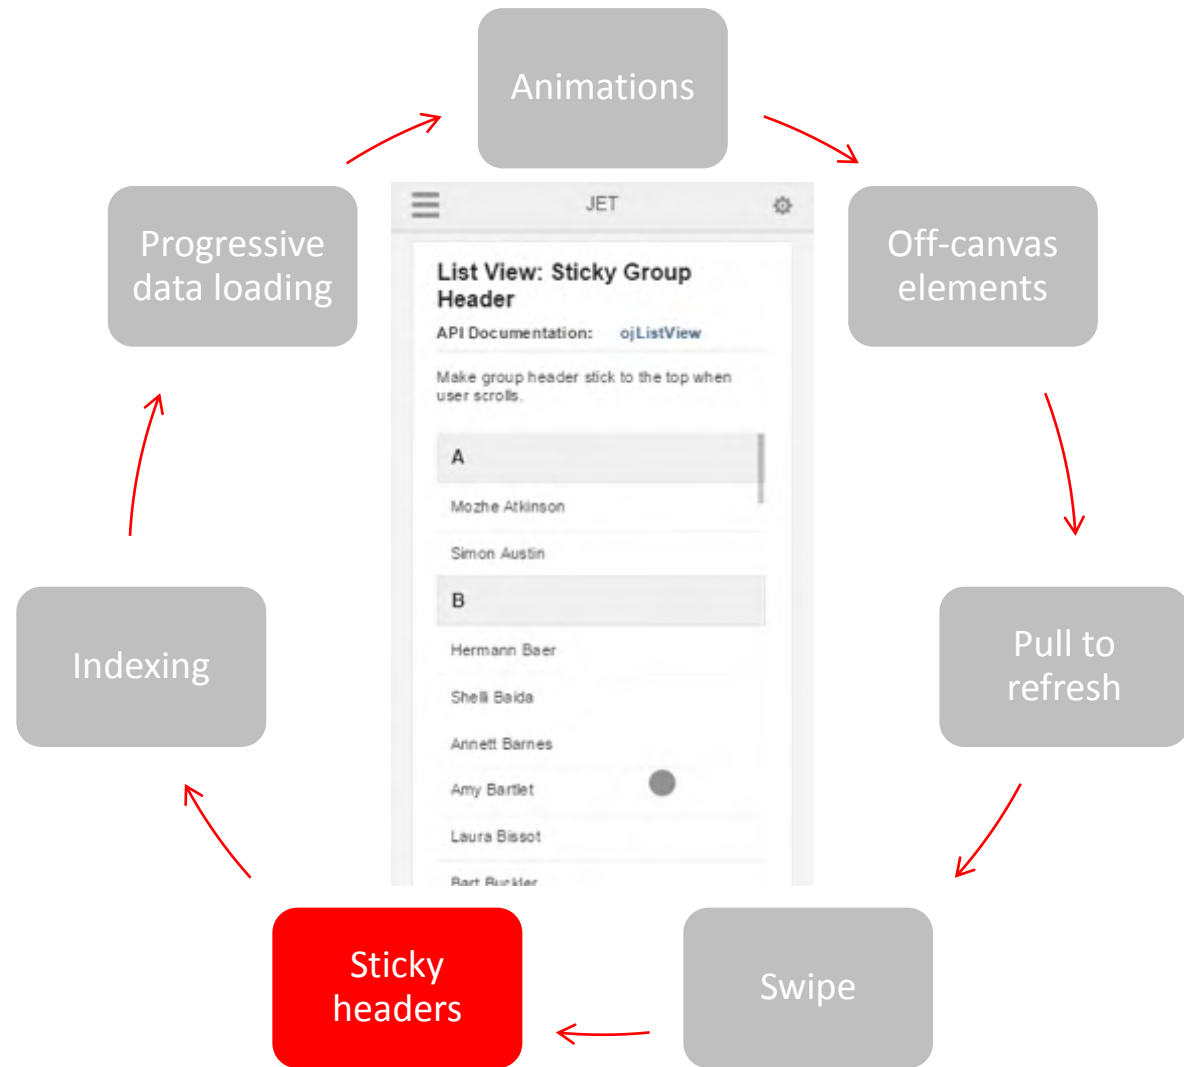 Animations
Progressive
data loading
Off-canvas
elements
JET
List View: Sticky Group
Header
API Documentation: ojListView
Make group header stick to the top when
user scrolls.
A
Mozhe Atkinson
Simon Austin
B
Hermann Baer
Shelli Baida
Annett Barnes
Amy Bartlet
Laura Bissot
Bart Buckler
Indexing
Pull to
refresh
Sticky
headers
Swipe